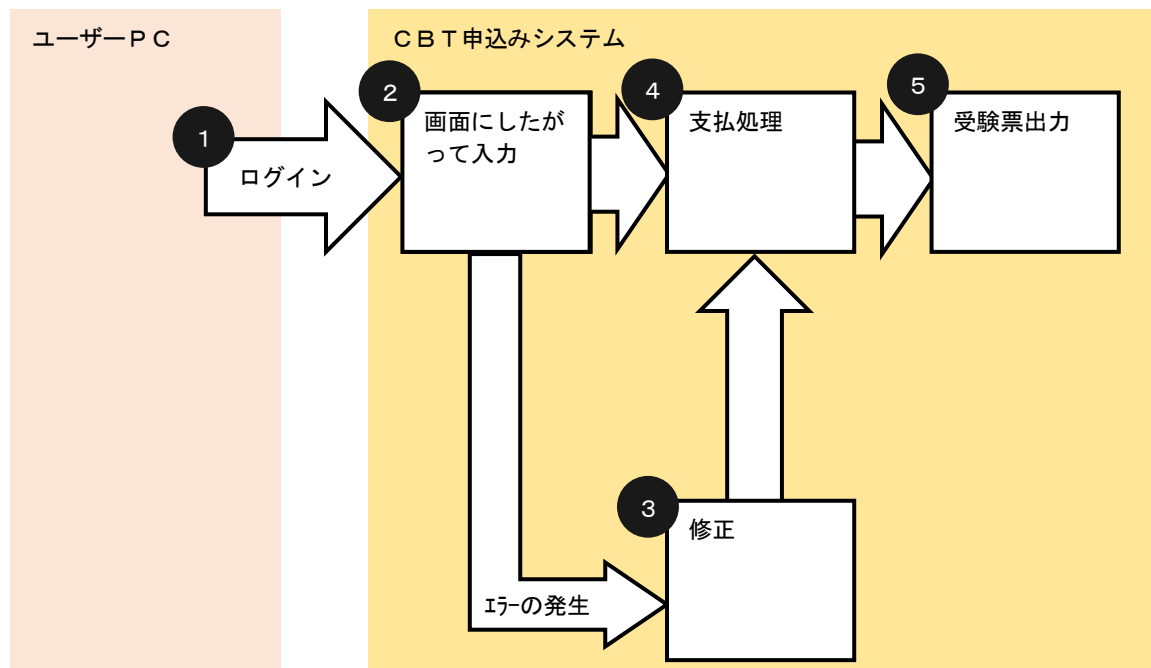 ユーザーＰＣ
ＣＢＴ申込みシステム
１
ログイン
２
画面にしたが
って入力
４
支払処理
５
受験票出力
３
修正
ｴﾗｰの発生